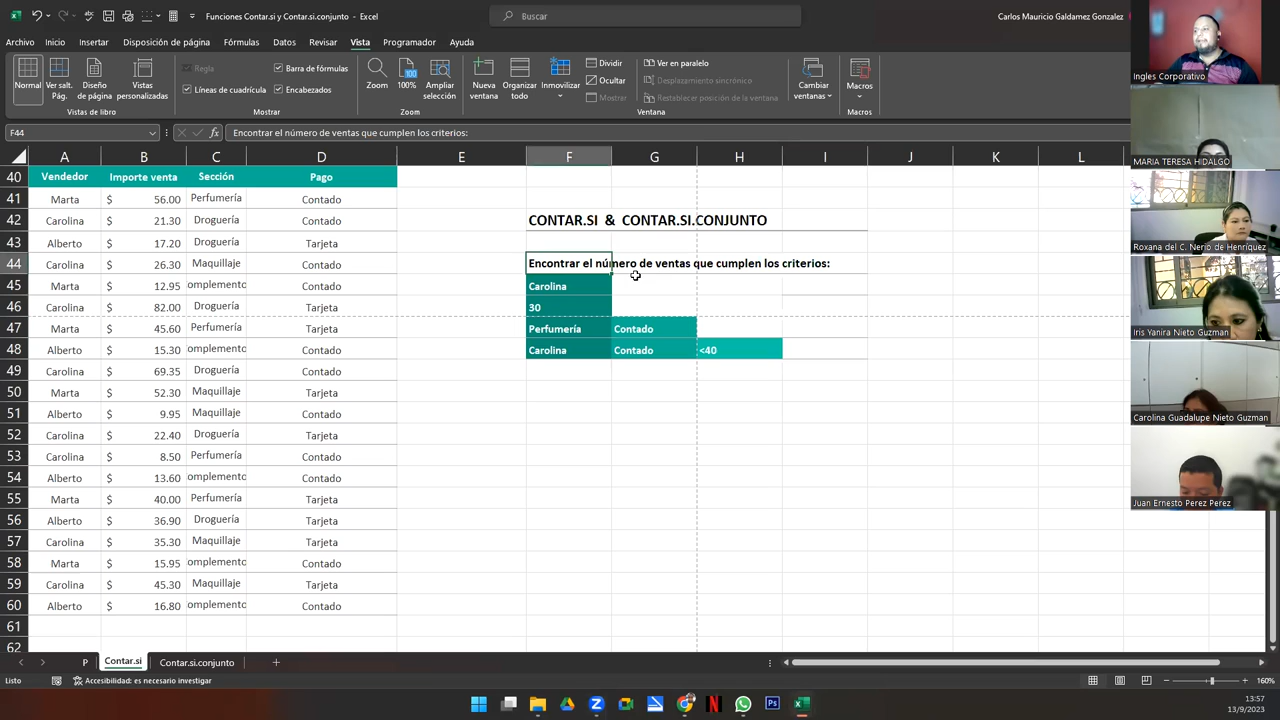 Funciones Contar.si y Contar.si.conjunto - Excel
Buscar
Carlos Mauricio Galdamez Gonzalez
Archivo Inicio Insertar Disposición de página Fórmulas Datos Revisar Vista Programador Ayuda
Normal
Ver salt. Pág.
Diseño de página
Vistas personalizadas
Vistas de libro
Regla
Barra de fórmulas
Líneas de cuadrícula
Encabezados
Mostrar
Zoom
100
100%
Ampliar selección
Zoom
Nueva ventana
Organizar todo
Inmovilizar
Dividir
Ocultar
Mostrar
Ver en paralelo
Desplazamiento sincrónico
Restablecer posición de la ventana
Cambiar ventanas
Ventana
Macros
Macros
F44
fx
Encontrar el número de ventas que cumplen los criterios:
A B C D E F G H I J K L
40 Vendedor Importe venta Sección Pago
41 Marta $ 56.00 Perfumería Contado
42 Carolina $ 21.30 Droguería Contado CONTAR.SI & CONTAR.SI.CONJUNTO
43 Alberto $ 17.20 Droguería Tarjeta
44 Carolina $ 26.30 Maquillaje Contado Encontrar el número de ventas que cumplen los criterios:
45 Marta $ 12.95 omplemento Contado Carolina
46 Carolina $ 82.00 Droguería Tarjeta 30
47 Marta $ 45.60 Perfumería Tarjeta Perfumería Contado
48 Alberto $ 15.30 omplemento Contado Carolina Contado <40
49 Carolina $ 69.35 Droguería Contado
50 Marta $ 52.30 Maquillaje Tarjeta
51 Alberto $ 9.95 Maquillaje Contado
52 Carolina $ 22.40 Droguería Tarjeta
53 Carolina $ 8.50 Perfumería Contado
54 Alberto $ 13.60 omplemento Contado
55 Marta $ 40.00 Perfumería Tarjeta
56 Alberto $ 36.90 Droguería Tarjeta
57 Carolina $ 35.30 Maquillaje Tarjeta
58 Marta $ 15.95 omplemento Contado
59 Carolina $ 45.30 Maquillaje Tarjeta
60 Alberto $ 16.80 omplemento Contado
61
62
P Contar.si Contar.si.conjunto
Listo
Accesibilidad: es necesario investigar
160%
13:57
13/9/2023
Ingles Corporativo
MARIA TERESA HIDALGO
Roxana del C. Nerio de Henríquez
Iris Yanira Nieto Guzman
Carolina Guadalupe Nieto Guzman
Juan Ernesto Perez Perez